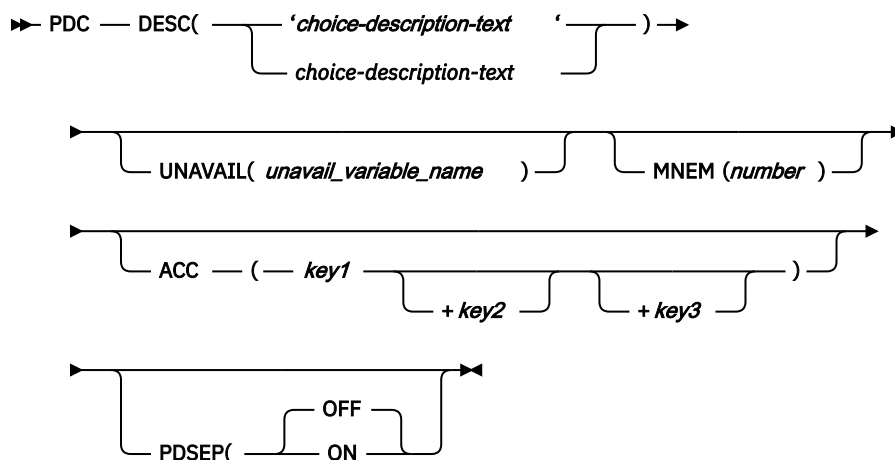 PDC — DESC( 'choice-description-text ‘ )
choice-description-text
UNAVAIL( unavail_variable_name ) MNEM (number )
ACC — ( key1 )
+ key2 + key3
OFF
PDSEP( ON